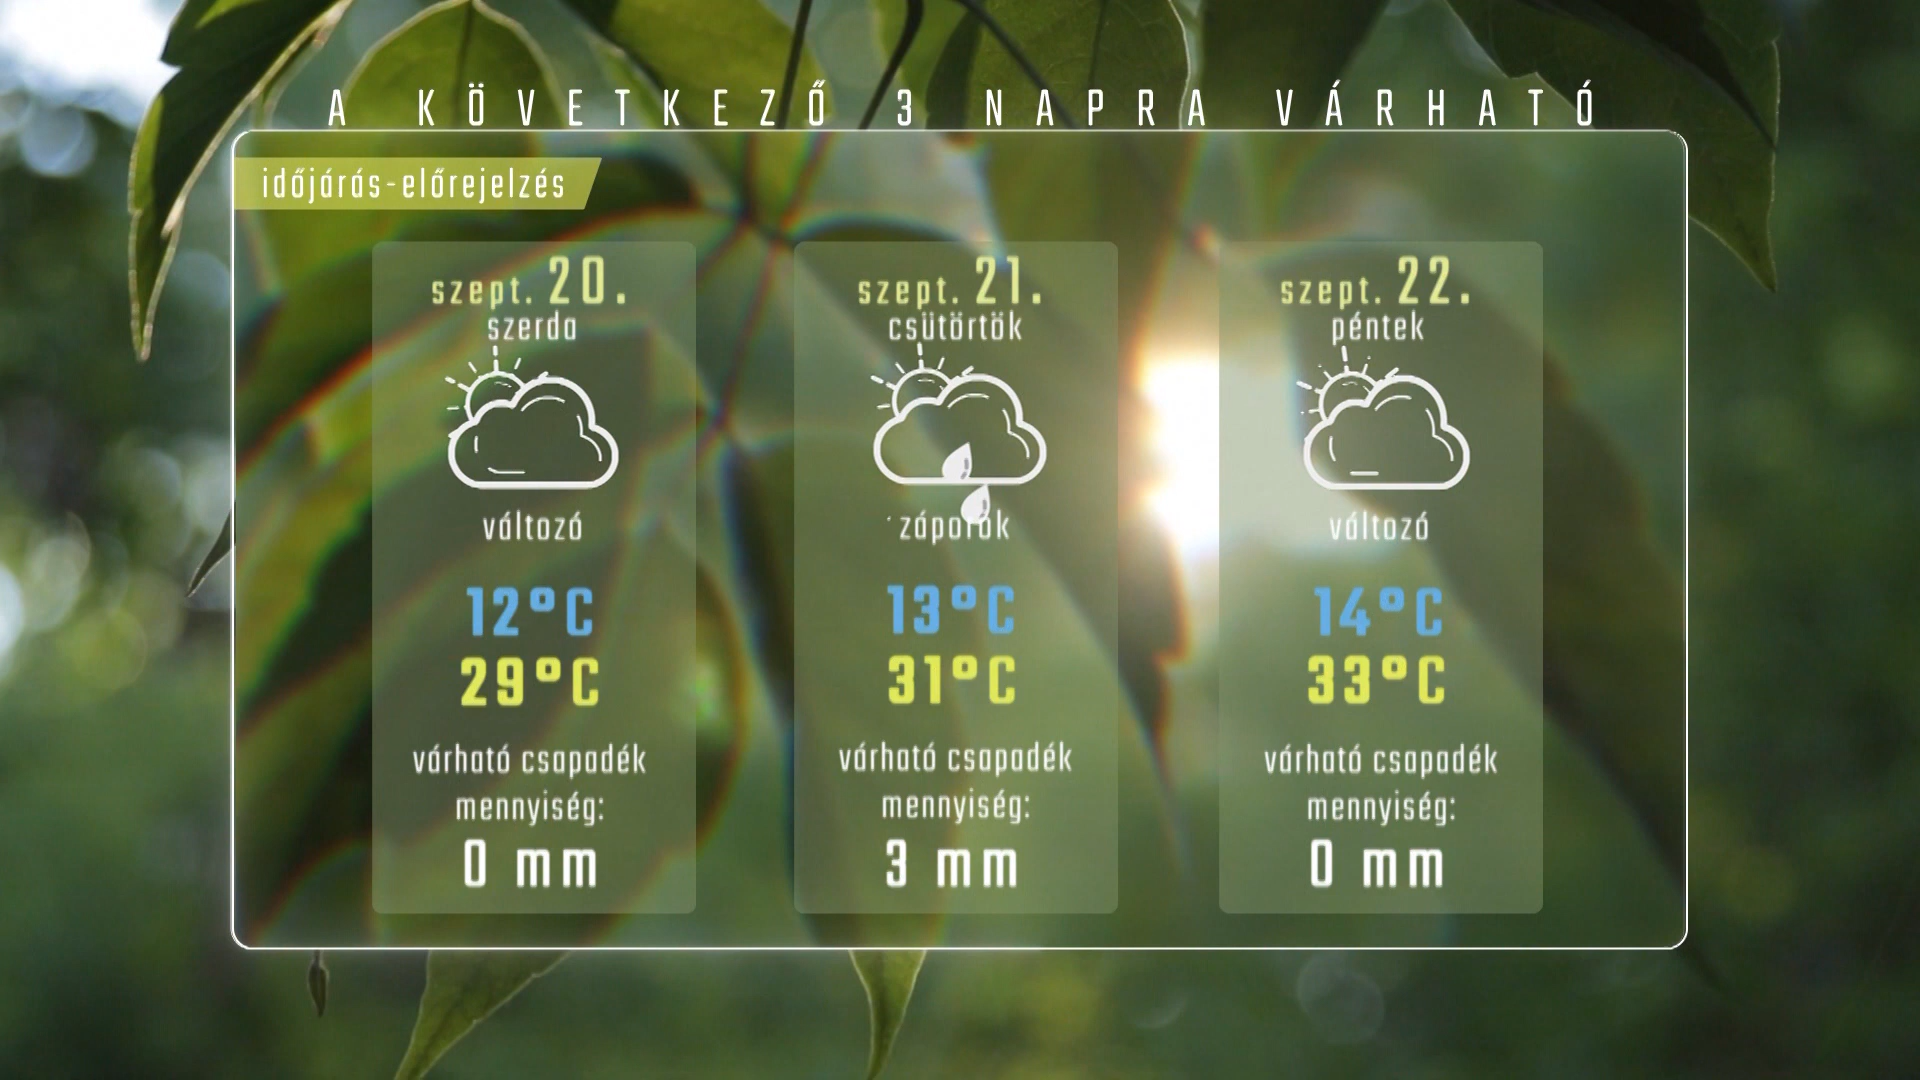 A KÖVETKEZŐ 3 NAPRA VÁRHATÓ
időjárás-előrejelzés
szept. 20.
szerda
változó
12°C
29°C
várható csapadék
mennyiség:
0 mm
szept. 21.
csütörtök
záporok
13°C
31°C
várható csapadék
mennyiség:
3 mm
szept. 22.
péntek
változó
14°C
33°C
várható csapadék
mennyiség:
0 mm